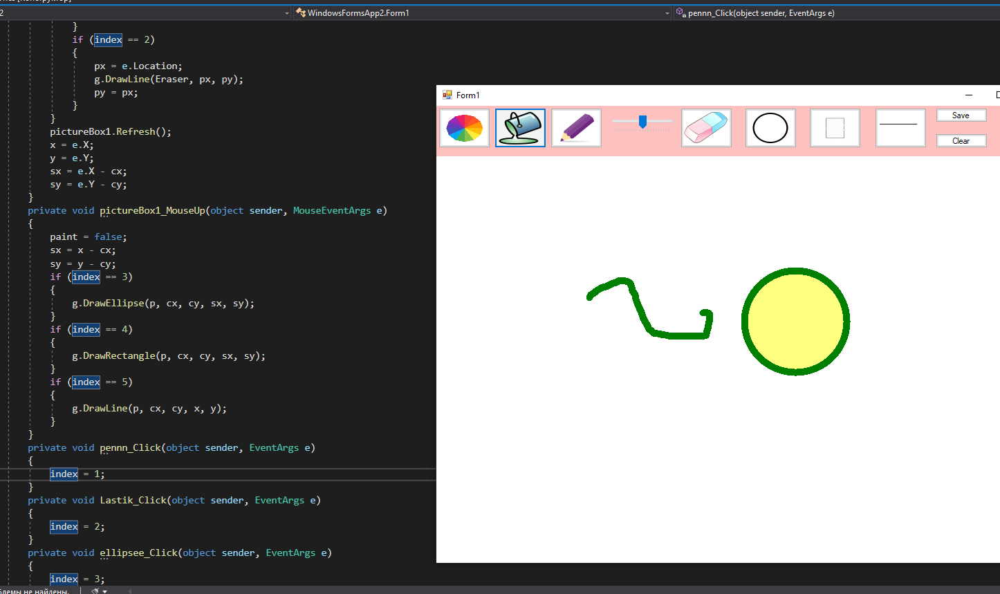 2 WindowsFormsApp2.Form1 pennn_Click(object sender, EventArgs e)
}
if (index == 2)
{
px = e.Location;
g.DrawLine(Eraser, px, py);
py = px;
}
}
pictureBox1.Refresh();
x = e.X;
y = e.Y;
sx = e.X - cx;
sy = e.Y - cy;
}
private void pictureBox1_MouseUp(object sender, MouseEventArgs e)
{
paint = false;
sx = x - cx;
sy = y - cy;
if (index == 3)
{
g.DrawEllipse(p, cx, cy, sx, sy);
}
if (index == 4)
{
g.DrawRectangle(p, cx, cy, sx, sy);
}
if (index == 5)
{
g.DrawLine(p, cx, cy, x, y);
}
}
private void pennn_Click(object sender, EventArgs e)
{
index = 1;
}
private void Lastik_Click(object sender, EventArgs e)
{
index = 2;
}
private void ellipsee_Click(object sender, EventArgs e)
{
index = 3;
не найдены.
Form1
Save
Clear